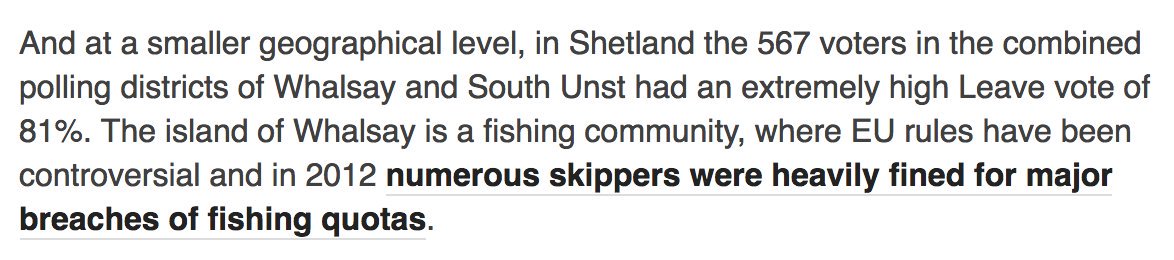 And at a smaller geographical level, in Shetland the 567 voters in the combined
polling districts of Whalsay and South Unst had an extremely high Leave vote of
81%. The island of Whalsay is a fishing community, where EU rules have been
controversial and in 2012 numerous skippers were heavily fined for major
breaches of fishing quotas.